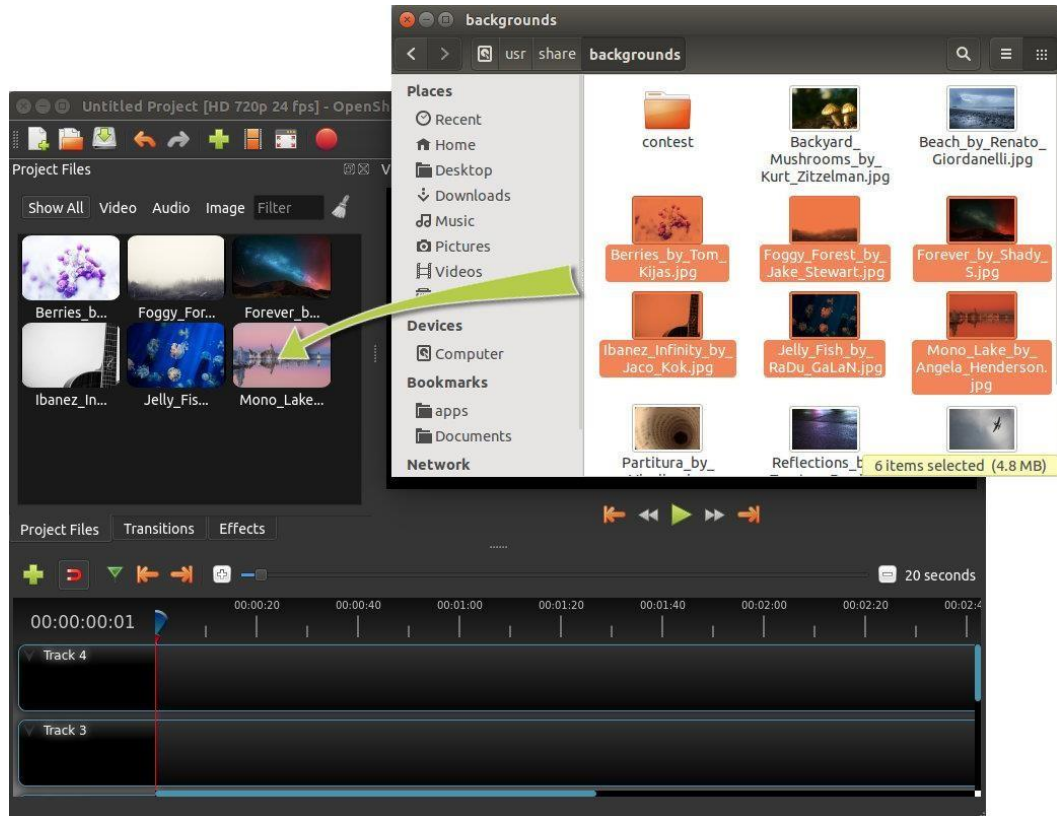 backgrounds
usr share backgrounds
Places
Recent
Home
Desktop
Downloads
Music
Pictures
Videos
Devices
Computer
Bookmarks
apps
Documents
Network
contest
Backyard_
Mushrooms_by_
Kurt_Zitzelman.jpg
Beach_by_Renato_
Giordanelli.jpg
Berries_by_Tom_
Kijas.jpg
Foggy_Forest_by_
Jake_Stewart.jpg
Forever_by_Shady_
S.jpg
Ibanez_Infinity_by_
Jaco_Kok.jpg
Jelly_Fish_by_
RaDu_GaLaN.jpg
Mono_Lake_by_
Angela_Henderson.
jpg
Partitura_by_
Reflections_b
6 items selected (4.8 MB)
Untitled Project [HD 720p 24 fps] - OpenSh
Project Files
V
Show All Video Audio Image Filter
Berries_b... Foggy_For... Forever_b...
Ibanez_In... Jelly_Fis... Mono_Lake...
Project Files Transitions Effects
20 seconds
00:00:00:01
00:00:20 00:00:40 00:01:00 00:01:20 00:01:40 00:02:00 00:02:20 00:02:4
Track 4
Track 3